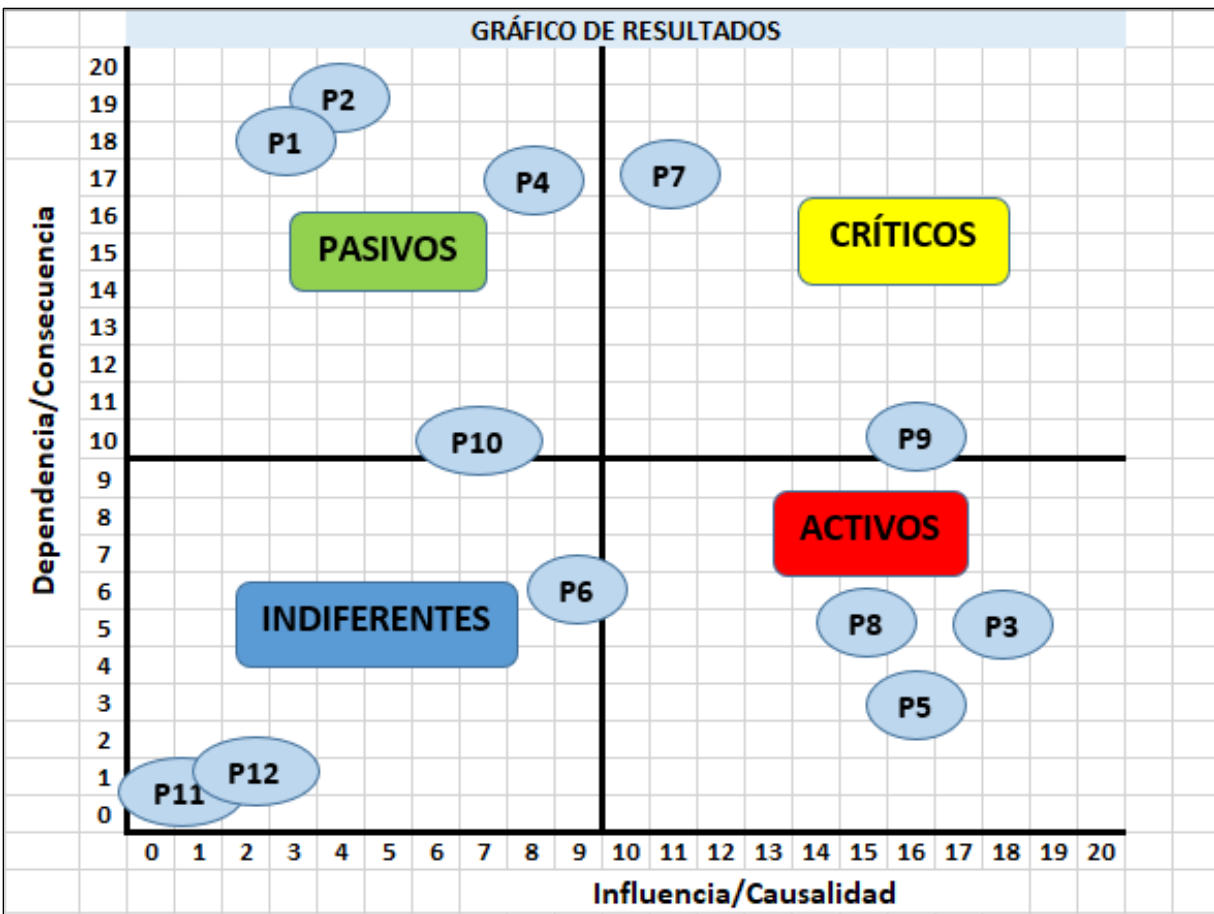 GRÁFICO DE RESULTADOS
20
19
18
17
16
15
14
13
12
11
10
9
8
7
6
5
4
3
2
1
0
Dependencia/Consecuencia
P2
P1
P4
P7
PASIVOS
CRÍTICOS
P10
P9
ACTIVOS
P6
INDIFERENTES
P8
P3
P5
P12
P11
0 1 2 3 4 5 6 7 8 9 10 11 12 13 14 15 16 17 18 19 20
Influencia/Causalidad